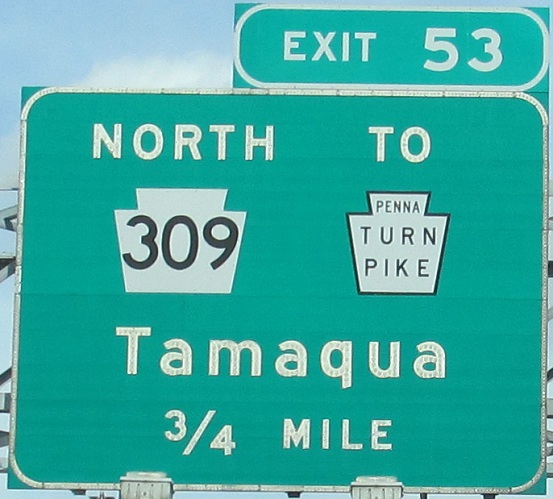 EXIT 53
NORTH TO
309
PENNA
TURN
PIKE
Tamaqua
3/4 MILE